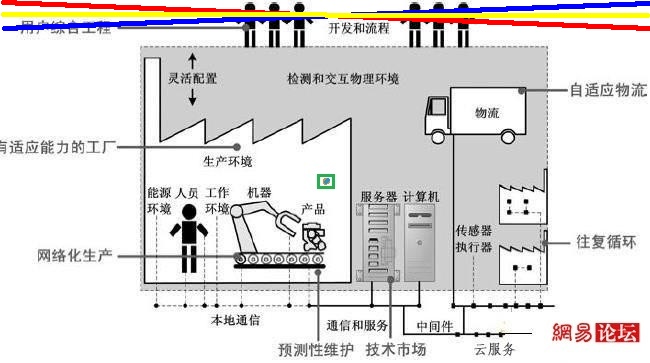 用户综合工程
开发和流程
灵活配置
检测和交互物理环境
自适应物流
物流
有适应能力的工厂
生产环境
能源
环境
人员
工作
环境
机器
产品
服务器
计算机
传感器
执行器
往复循环
网络化生产
本地通信
通信和服务
中间件
云服务
预测性维护
技术市场
網易论坛